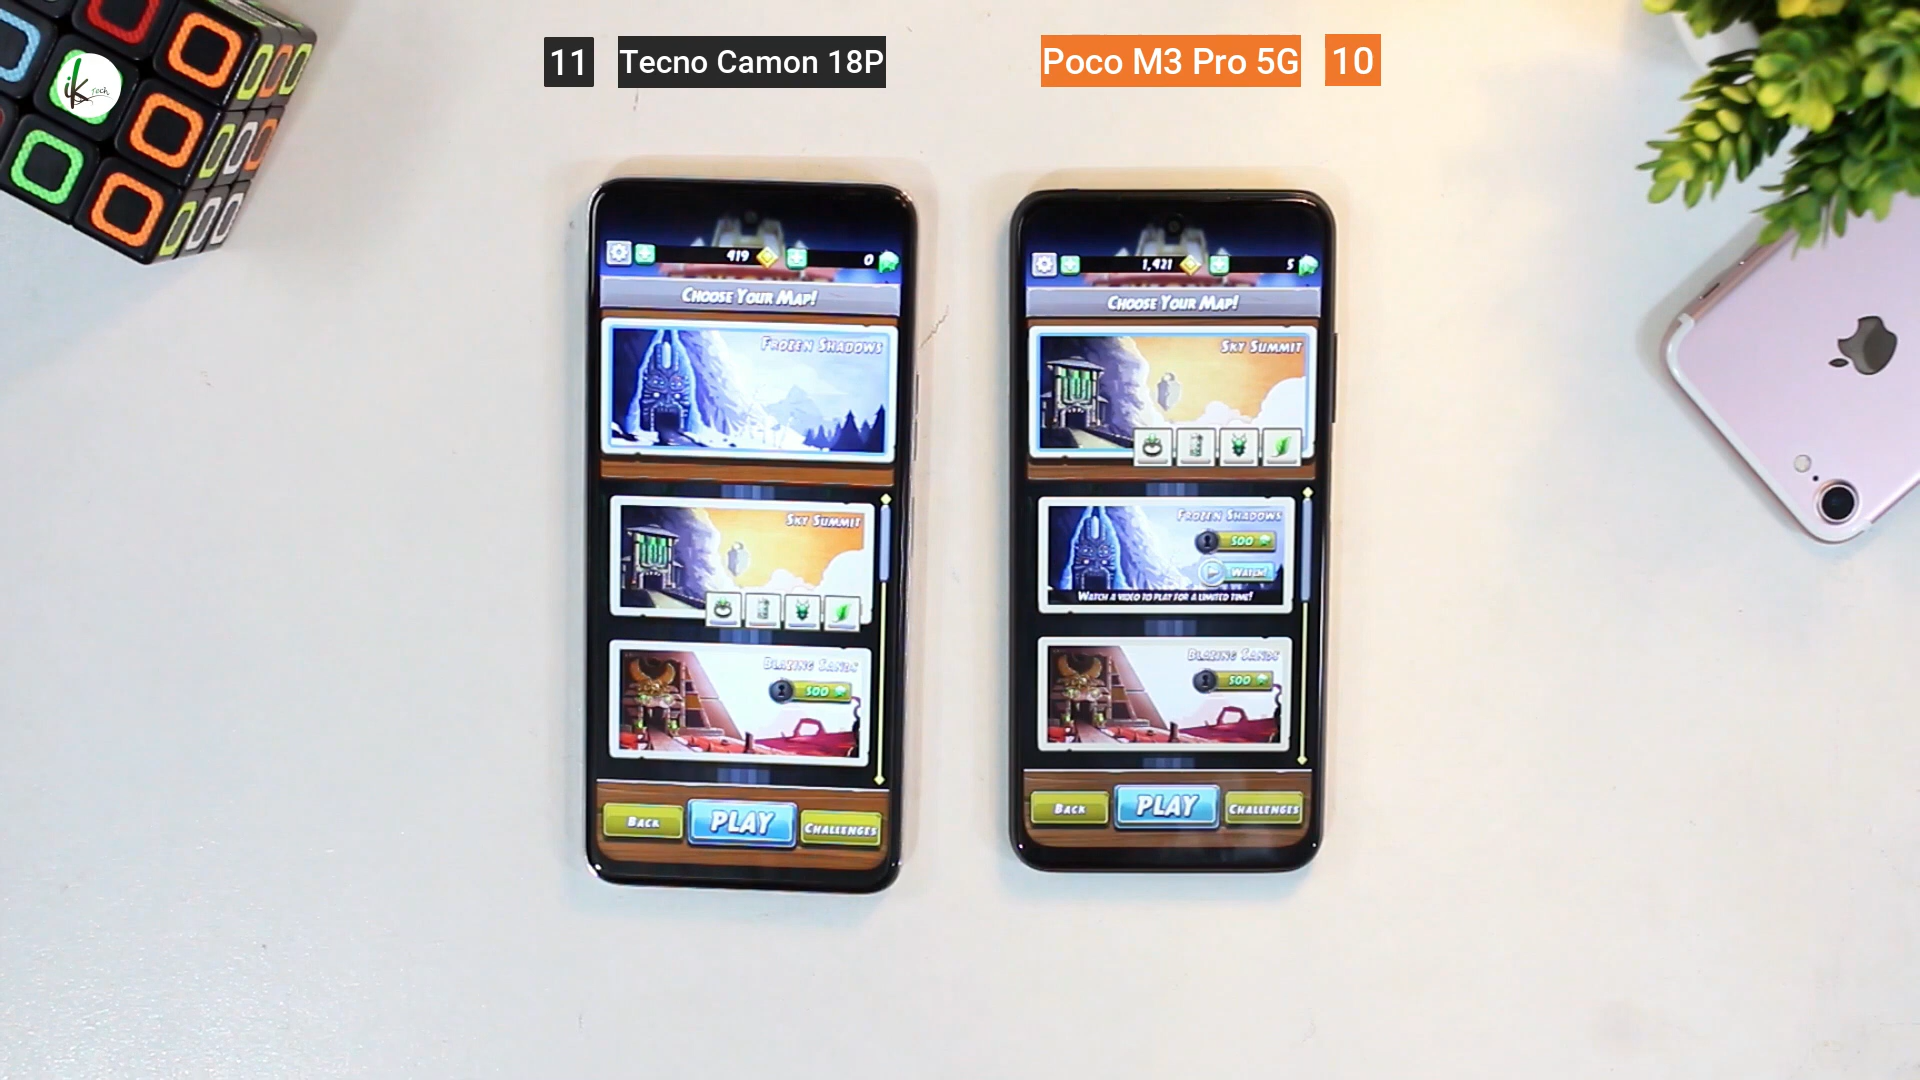 11 Tecno Camon 18P
Poco M3 Pro 5G 10
ik Tech
419 0
Choose Your Map!
Frozen Shadows
Sky Summit
Blazing Sands
500
Back PLAY Challenges
1,421 5
Choose Your Map!
Sky Summit
Frozen Shadows
500
Watch!
Watch a video to play for a limited time!
Blazing Sands
500
Back PLAY Challenges